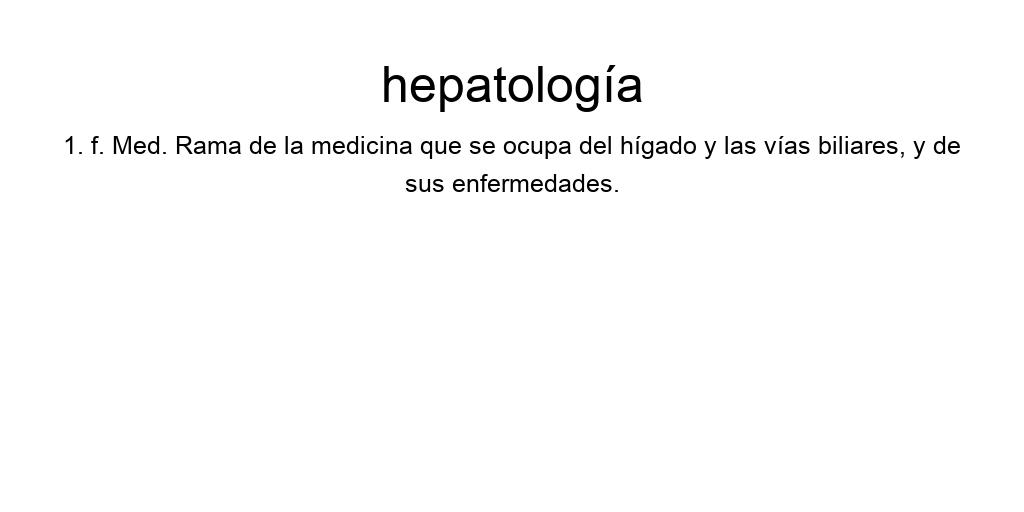 hepatología
1. f. Med. Rama de la medicina que se ocupa del hígado y las vías biliares, y de
sus enfermedades.